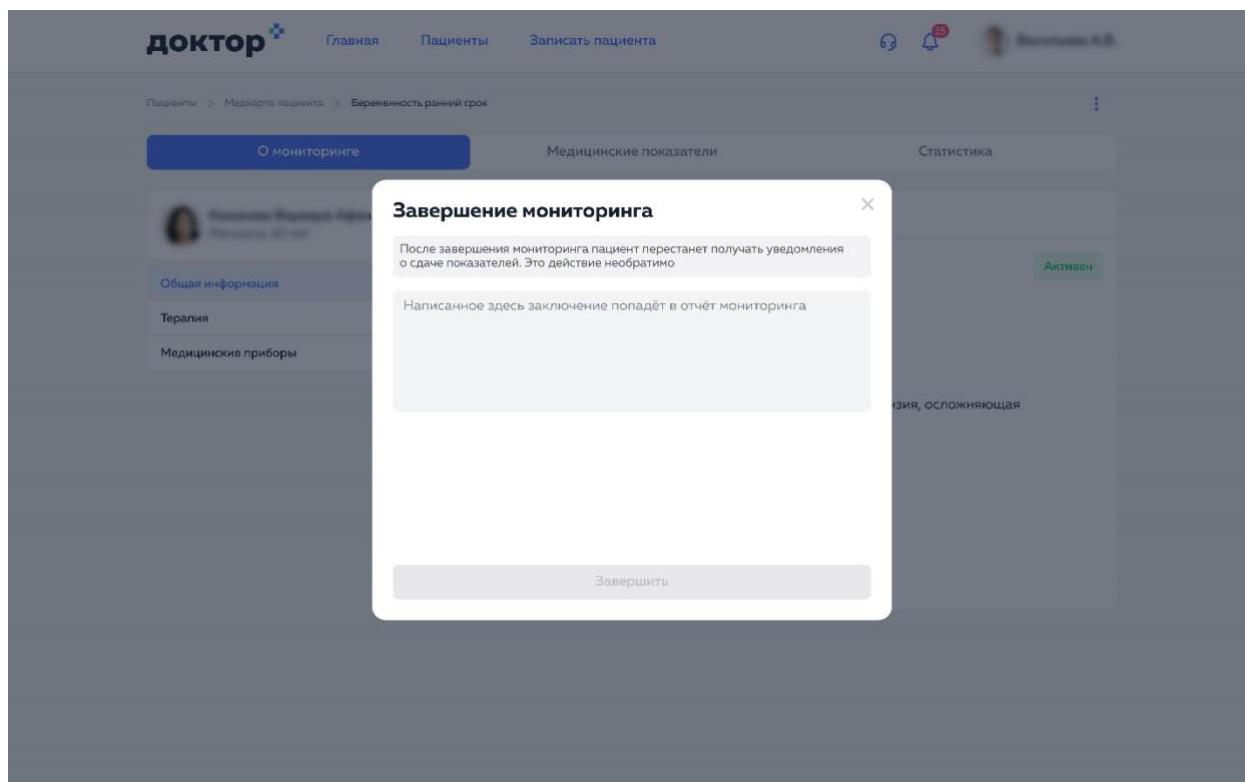 доктор
Главная Пациенты Записать пациента 15
Пациенты > Медкарта пациента > Беременность ранний срок
О мониторинге Медицинские показатели Статистика
Завершение мониторинга
После завершения мониторинга пациент перестанет получать уведомления
о сдаче показателей. Это действие необратимо
Активен
Общая информация
Написанное здесь заключение попадёт в отчёт мониторинга
Терапия
Медицинские приборы
зия, осложняющая
Завершить